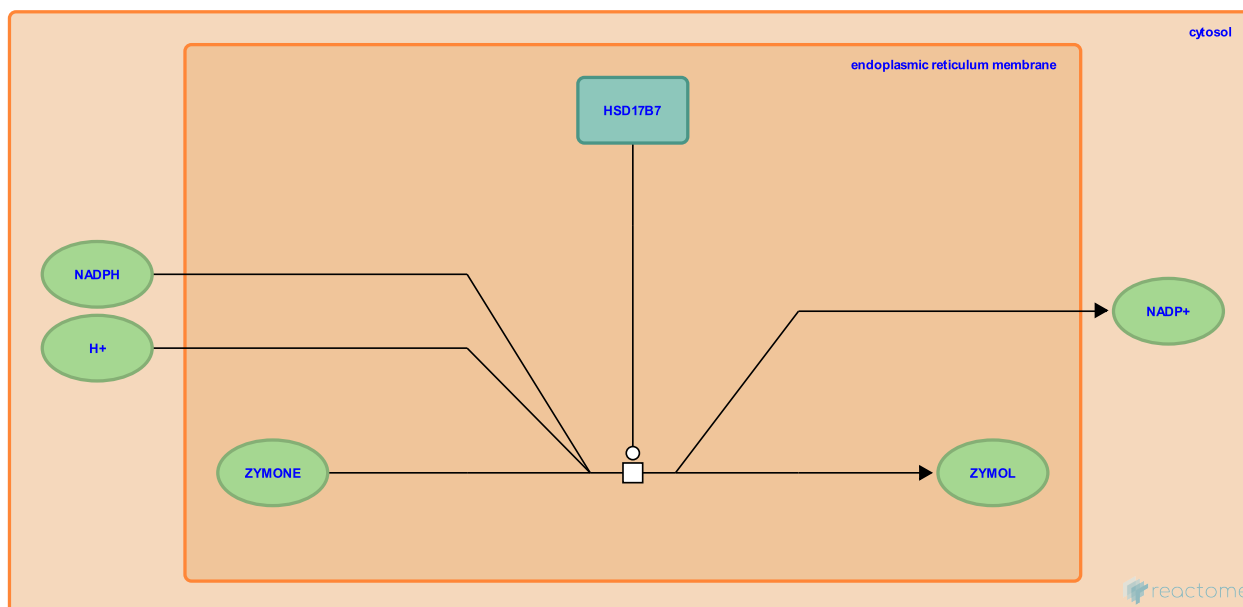 cytosol
endoplasmic reticulum membrane
HSD17B7
NADPH
NADP+
H+
ZYMONE
ZYMOL
reactome